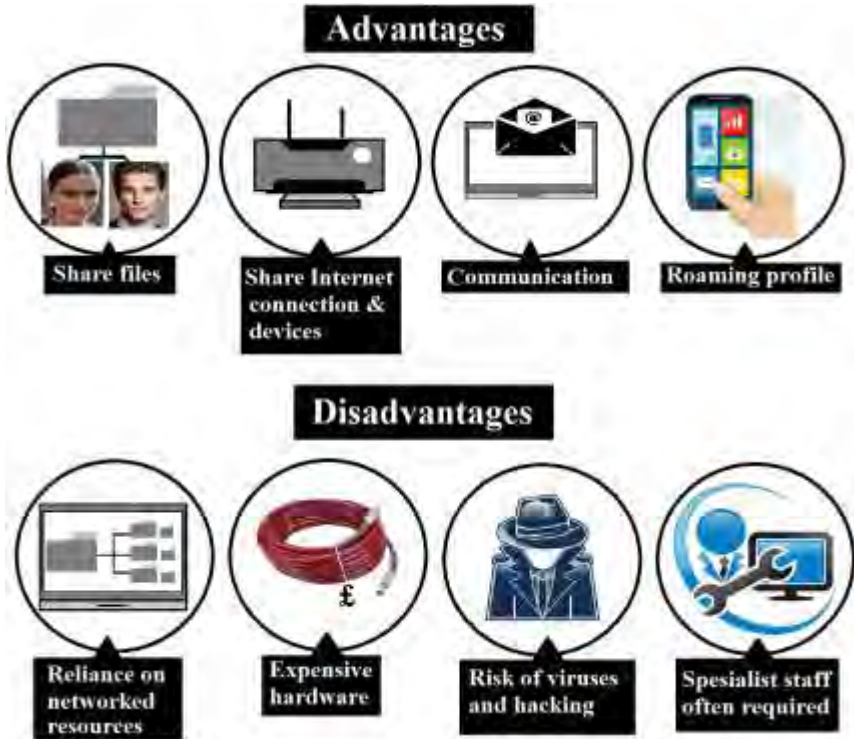 Advantages
@
Share files
Share Internet
connection &
devices
Communication
Roaming profile
Disadvantages
£
Reliance on
networked
resources
Expensive
hardware
Risk of viruses
and hacking
Spesialist staff
often required